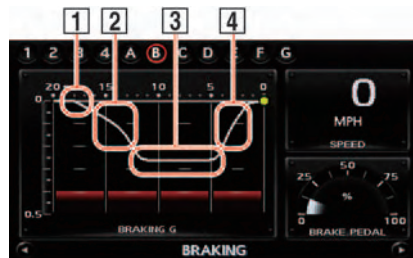 1 2 3 4
1 2 3 4 A B C D E F G
20 15 10 5 0
0
0.5
BRAKING G
0
MPH
SPEED
0 25 50 75 100
%
BRAKE PEDAL
BRAKING